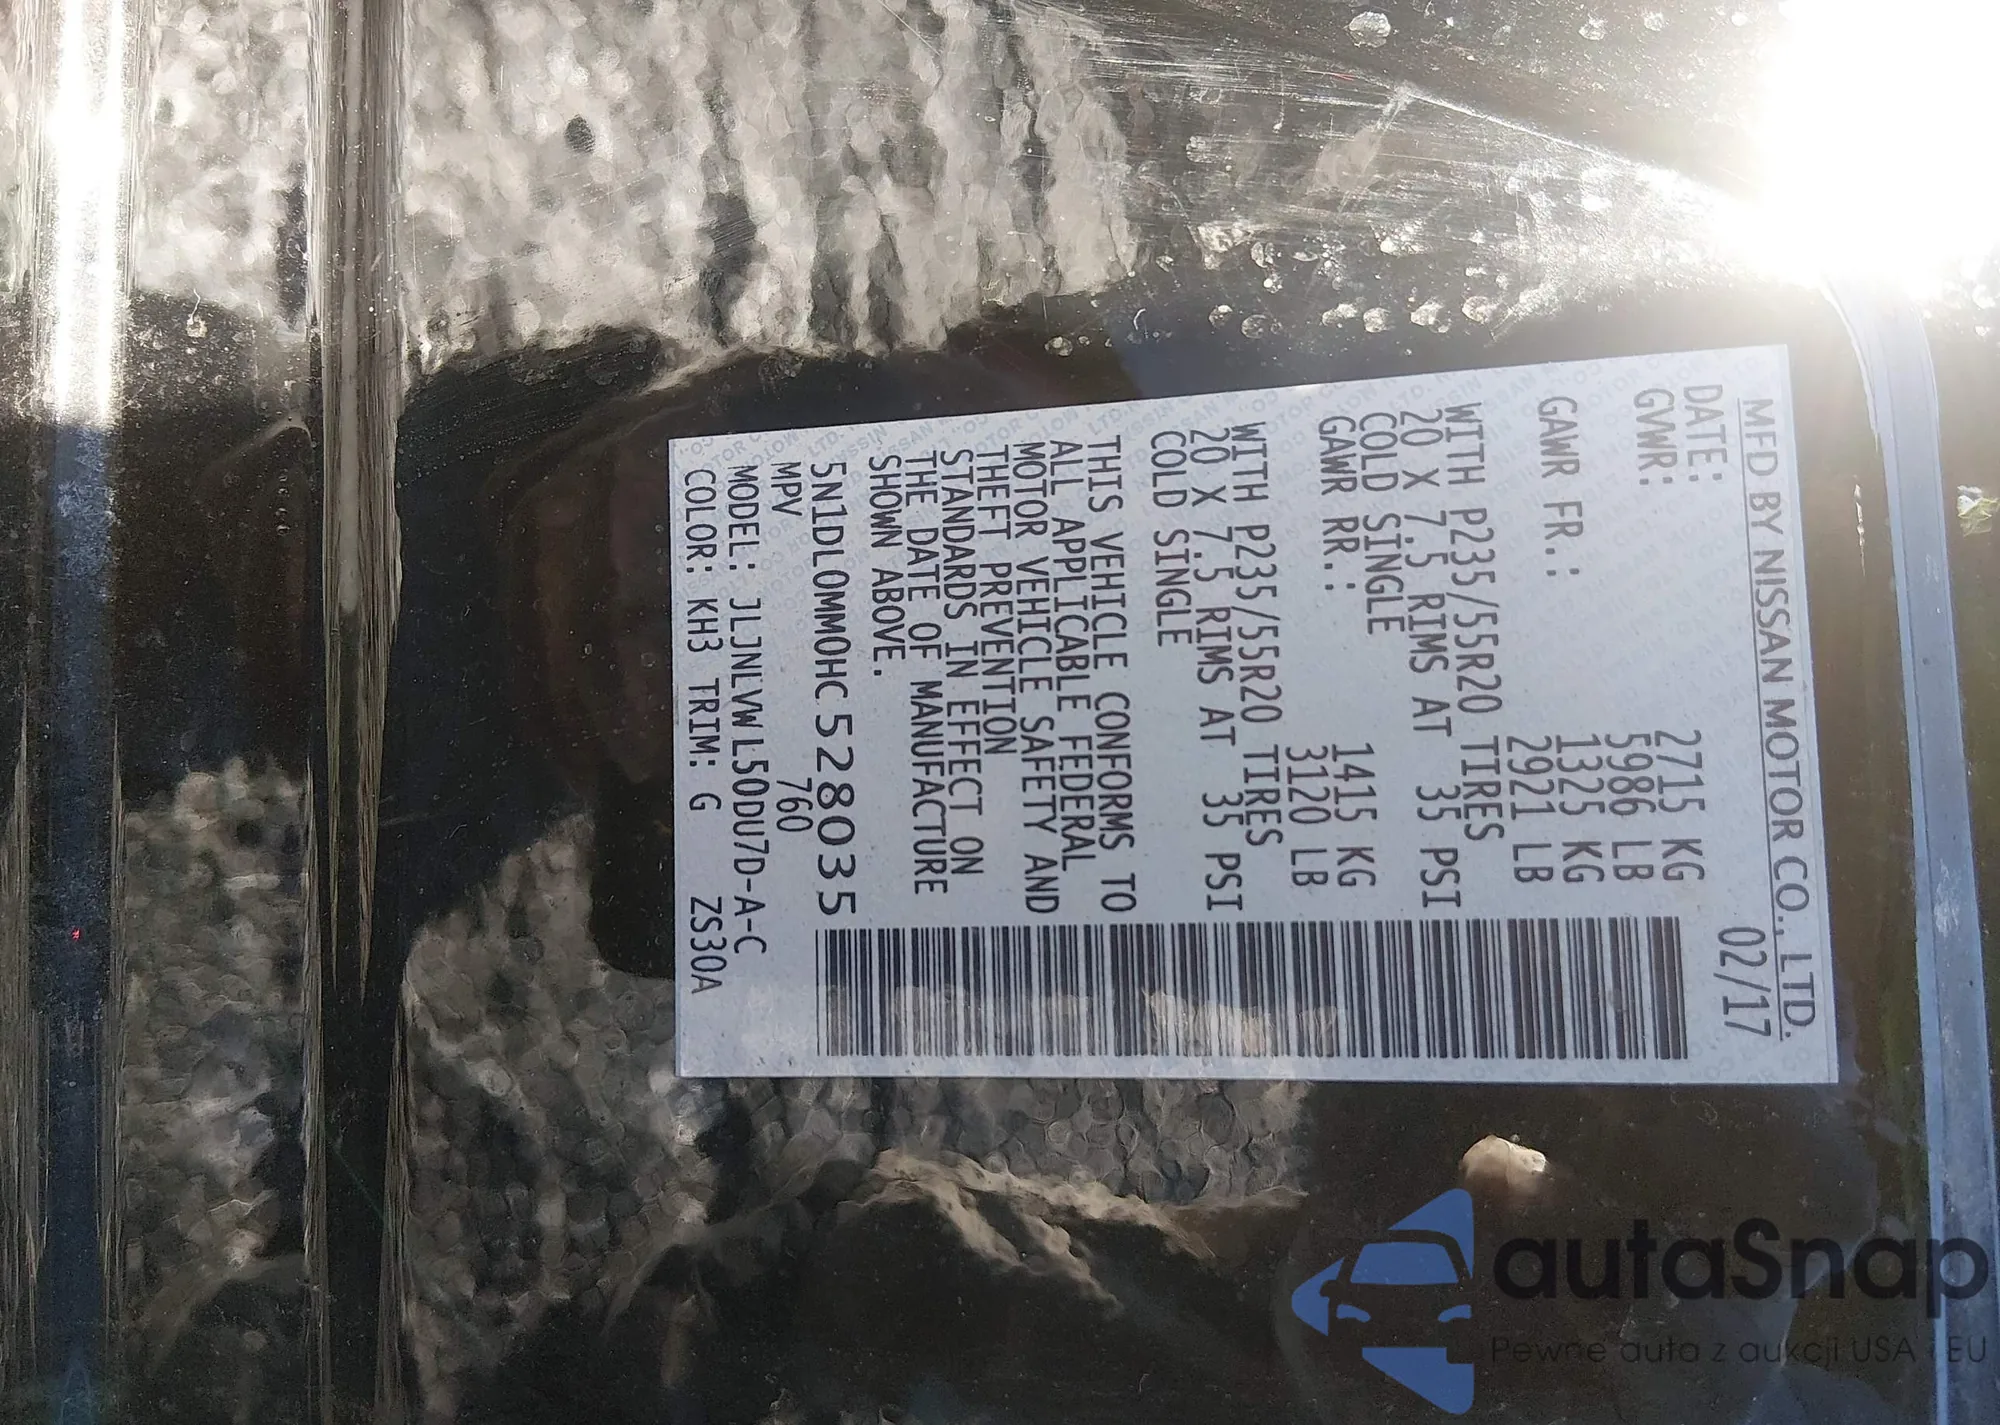 MFD BY NISSAN MOTOR CO., LTD.
DATE: 02/17
GVWR: 2715 KG
5986 LB
GAWR FR.: 1325 KG
2921 LB
WITH P235/55R20 TIRES
20 X 7.5 RIMS AT 35 PSI
COLD SINGLE
GAWR RR.: 1415 KG
3120 LB
WITH P235/55R20 TIRES
20 X 7.5 RIMS AT 35 PSI
COLD SINGLE
THIS VEHICLE CONFORMS TO
ALL APPLICABLE FEDERAL
MOTOR VEHICLE SAFETY AND
THEFT PREVENTION
STANDARDS IN EFFECT ON
THE DATE OF MANUFACTURE
SHOWN ABOVE.
5N1DL0MM0HC528035
MPV 760
MODEL: JLJNLVWL50DU7D-A-C
COLOR: KH3 TRIM: G ZS30A
autaSnap
Pewne auta z aukcji USA i EU